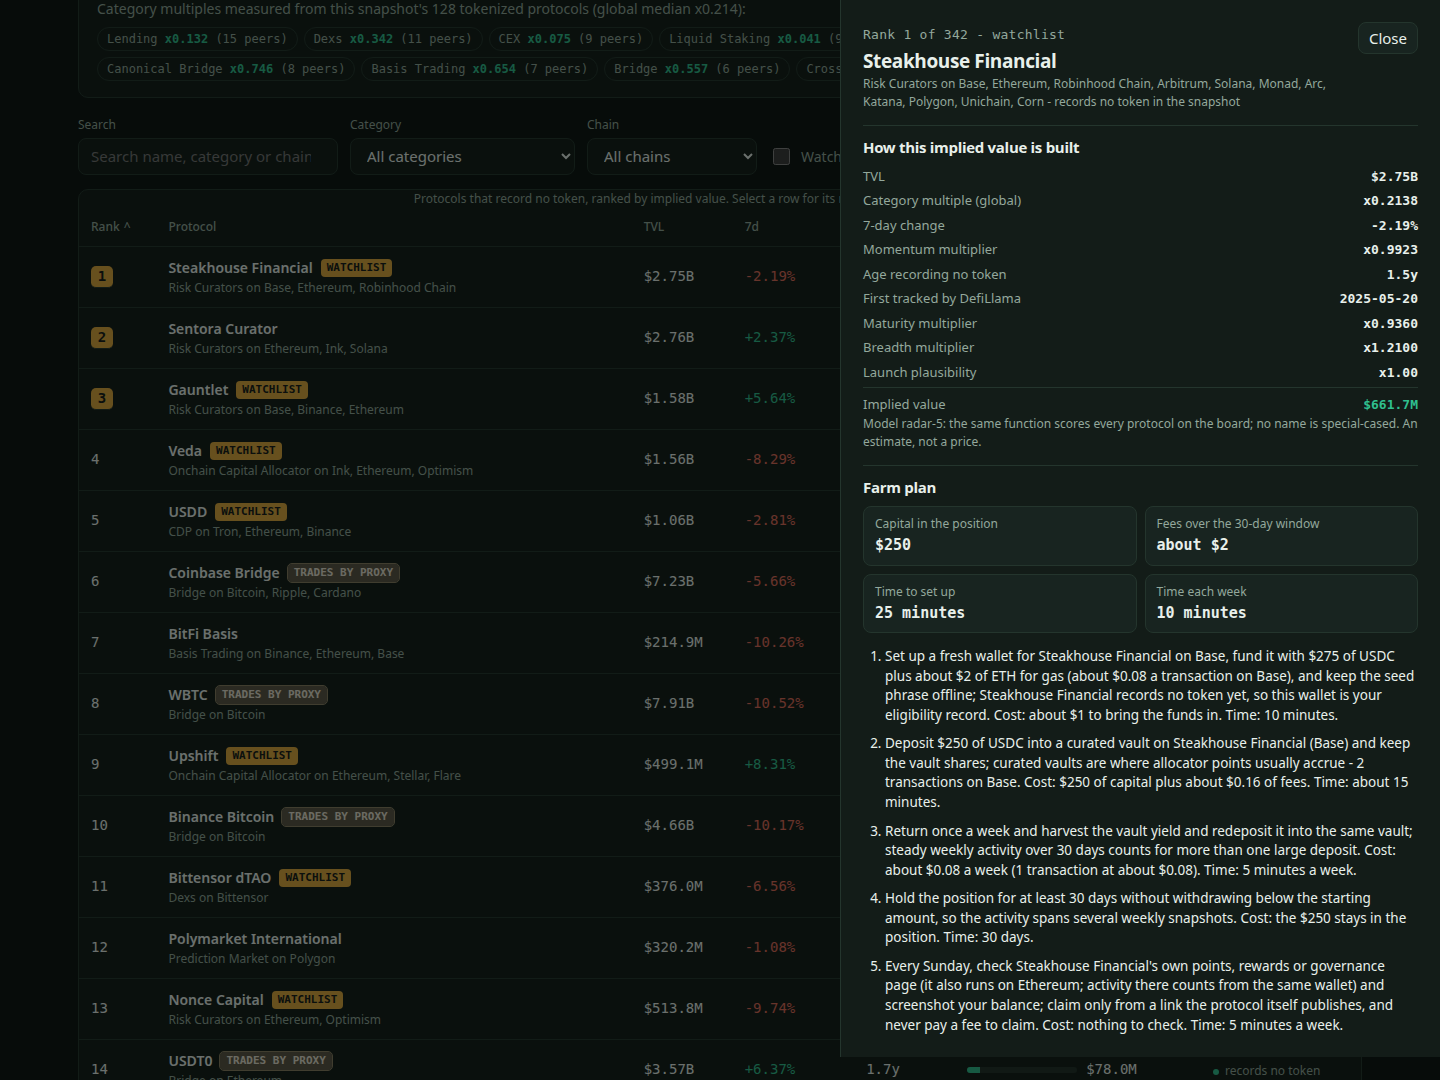 Category multiples measured from this snapshot's 128 tokenized protocols (global median x0.214):
Lending x0.132 (15 peers) Dexs x0.342 (11 peers) CEX x0.075 (9 peers) Liquid Staking x0.041 (9
Canonical Bridge x0.746 (8 peers) Basis Trading x0.654 (7 peers) Bridge x0.557 (6 peers) Cross
Search Category Chain
Search name, category or chain All categories All chains Watch
Protocols that record no token, ranked by implied value. Select a row for its
Rank ^ Protocol TVL 7d
1 Steakhouse Financial WATCHLIST $2.75B -2.19%
Risk Curators on Base, Ethereum, Robinhood Chain
2 Sentora Curator $2.76B +2.37%
Risk Curators on Ethereum, Ink, Solana
3 Gauntlet WATCHLIST $1.58B +5.64%
Risk Curators on Base, Binance, Ethereum
4 Veda WATCHLIST $1.56B -8.29%
Onchain Capital Allocator on Ink, Ethereum, Optimism
5 USDD WATCHLIST $1.06B -2.81%
CDP on Tron, Ethereum, Binance
6 Coinbase Bridge TRADES BY PROXY $7.23B -5.66%
Bridge on Bitcoin, Ripple, Cardano
7 BitFi Basis $214.9M -10.26%
Basis Trading on Binance, Ethereum, Base
8 WBTC TRADES BY PROXY $7.91B -10.52%
Bridge on Bitcoin
9 Upshift WATCHLIST $499.1M +8.31%
Onchain Capital Allocator on Ethereum, Stellar, Flare
10 Binance Bitcoin TRADES BY PROXY $4.66B -10.17%
Bridge on Bitcoin
11 Bittensor dTAO WATCHLIST $376.0M -6.56%
Dexs on Bittensor
12 Polymarket International $320.2M -1.08%
Prediction Market on Polygon
13 Nonce Capital WATCHLIST $513.8M -9.74%
Risk Curators on Ethereum, Optimism
14 USDT0 TRADES BY PROXY $3.57B +6.37% 1.7y $78.0M records no token
Bridge on Ethereum
Rank 1 of 342 - watchlist
Close
Steakhouse Financial
Risk Curators on Base, Ethereum, Robinhood Chain, Arbitrum, Solana, Monad, Arc,
Katana, Polygon, Unichain, Corn - records no token in the snapshot
How this implied value is built
TVL $2.75B
Category multiple (global) x0.2138
7-day change -2.19%
Momentum multiplier x0.9923
Age recording no token 1.5y
First tracked by DefiLlama 2025-05-20
Maturity multiplier x0.9360
Breadth multiplier x1.2100
Launch plausibility x1.00
Implied value $661.7M
Model radar-5: the same function scores every protocol on the board; no name is special-cased. An
estimate, not a price.
Farm plan
Capital in the position Fees over the 30-day window
$250 about $2
Time to set up Time each week
25 minutes 10 minutes
1. Set up a fresh wallet for Steakhouse Financial on Base, fund it with $275 of USDC
plus about $2 of ETH for gas (about $0.08 a transaction on Base), and keep the seed
phrase offline; Steakhouse Financial records no token yet, so this wallet is your
eligibility record. Cost: about $1 to bring the funds in. Time: 10 minutes.
2. Deposit $250 of USDC into a curated vault on Steakhouse Financial (Base) and keep
the vault shares; curated vaults are where allocator points usually accrue - 2
transactions on Base. Cost: $250 of capital plus about $0.16 of fees. Time: about 15
minutes.
3. Return once a week and harvest the vault yield and redeposit it into the same vault;
steady weekly activity over 30 days counts for more than one large deposit. Cost:
about $0.08 a week (1 transaction at about $0.08). Time: 5 minutes a week.
4. Hold the position for at least 30 days without withdrawing below the starting
amount, so the activity spans several weekly snapshots. Cost: the $250 stays in the
position. Time: 30 days.
5. Every Sunday, check Steakhouse Financial's own points, rewards or governance
page (it also runs on Ethereum; activity there counts from the same wallet) and
screenshot your balance; claim only from a link the protocol itself publishes, and
never pay a fee to claim. Cost: nothing to check. Time: 5 minutes a week.